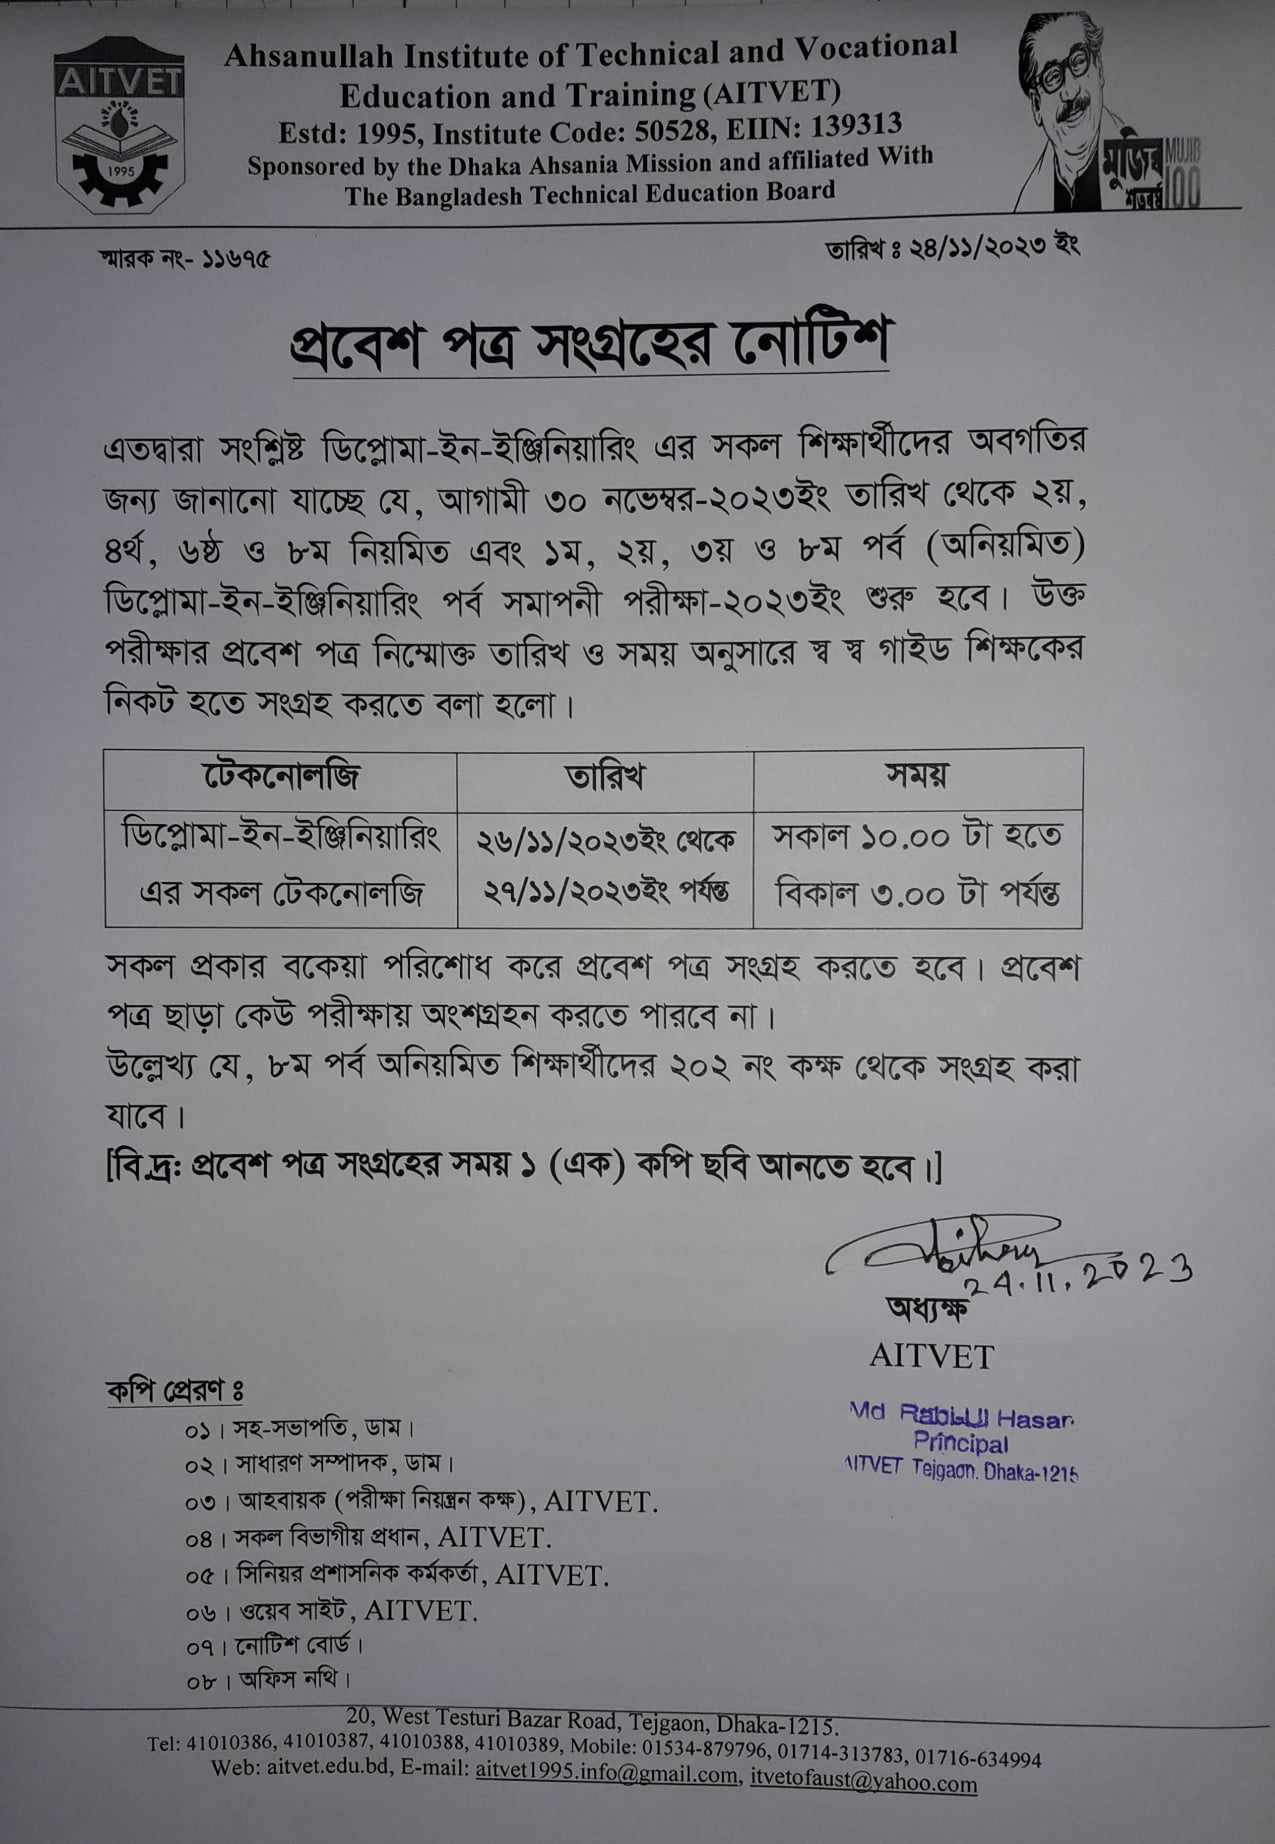 AITVET
1995
Ahsanullah Institute of Technical and Vocational
Education and Training (AITVET)
Estd: 1995, Institute Code: 50528, EIIN: 139313
Sponsored by the Dhaka Ahsania Mission and affiliated With
The Bangladesh Technical Education Board
মুজিব MUJIB
শতবর্ষ 100
স্মারক নং- ১১৬৭৫
তারিখ ঃ ২৪/১১/২০২৩ ইং
প্রবেশ পত্র সংগ্রহের নোটিশ
এতদ্বারা সংশ্লিষ্ট ডিপ্লোমা-ইন-ইঞ্জিনিয়ারিং এর সকল শিক্ষার্থীদের অবগতির
জন্য জানানো যাচ্ছে যে, আগামী ৩০ নভেম্বর-২০২৩ইং তারিখ থেকে ২য়,
৪র্থ, ৬ষ্ঠ ও ৮ম নিয়মিত এবং ১ম, ২য়, ৩য় ও ৮ম পর্ব (অনিয়মিত)
ডিপ্লোমা-ইন-ইঞ্জিনিয়ারিং পর্ব সমাপনী পরীক্ষা-২০২৩ইং শুরু হবে। উক্ত
পরীক্ষার প্রবেশ পত্র নিম্মোক্ত তারিখ ও সময় অনুসারে স্ব স্ব গাইড শিক্ষকের
নিকট হতে সংগ্রহ করতে বলা হলো।
টেকনোলজি তারিখ সময়
ডিপ্লোমা-ইন-ইঞ্জিনিয়ারিং ২৬/১১/২০২৩ইং থেকে সকাল ১০.০০ টা হতে
এর সকল টেকনোলজি ২৭/১১/২০২৩ইং পর্যন্ত বিকাল ৩.০০ টা পর্যন্ত
সকল প্রকার বকেয়া পরিশোধ করে প্রবেশ পত্র সংগ্রহ করতে হবে। প্রবেশ
পত্র ছাড়া কেউ পরীক্ষায় অংশগ্রহন করতে পারবে না।
উল্লেখ্য যে, ৮ম পর্ব অনিয়মিত শিক্ষার্থীদের ২০২ নং কক্ষ থেকে সংগ্রহ করা
যাবে।
[বি.দ্র: প্রবেশ পত্র সংগ্রহের সময় ১ (এক) কপি ছবি আনতে হবে।]
24.11.2023
অধ্যক্ষ
AITVET
Md Rabi-Ul Hasan
Principal
AITVET Tejgaon. Dhaka-1215
কপি প্রেরণ ঃ
০১। সহ-সভাপতি, ডাম।
০২। সাধারণ সম্পাদক, ডাম।
০৩। আহবায়ক (পরীক্ষা নিয়ন্ত্রন কক্ষ), AITVET.
০৪। সকল বিভাগীয় প্রধান, AITVET.
০৫। সিনিয়র প্রশাসনিক কর্মকর্তা, AITVET.
০৬। ওয়েব সাইট, AITVET.
০৭। নোটিশ বোর্ড।
০৮। অফিস নথি।
20, West Testuri Bazar Road, Tejgaon, Dhaka-1215.
Tel: 41010386, 41010387, 41010388, 41010389, Mobile: 01534-879796, 01714-313783, 01716-634994
Web: aitvet.edu.bd, E-mail: aitvet1995.info@gmail.com, itvetofaust@yahoo.com